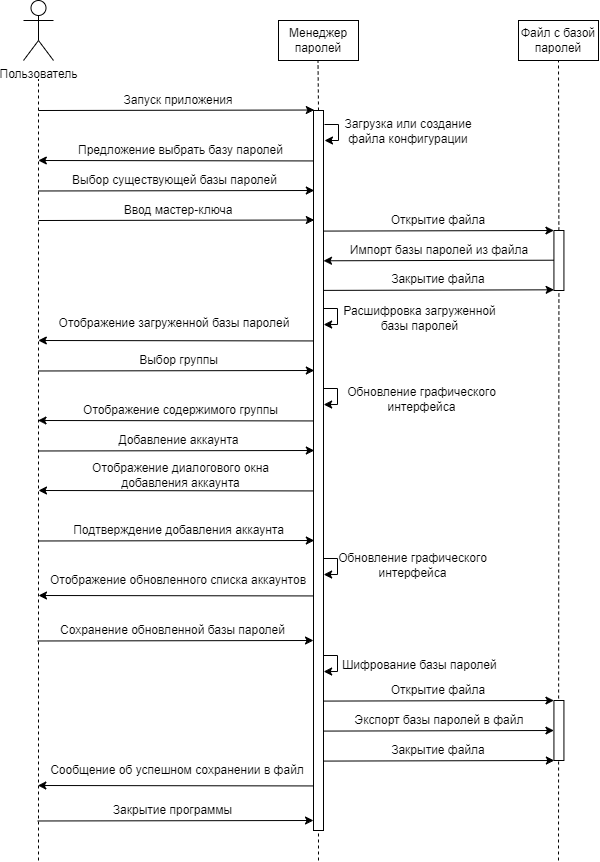 Менеджер
паролей
Файл с базой
паролей
Пользователь
Запуск приложения
Загрузка или создание
файла конфигурации
Предложение выбрать базу паролей
Выбор существующей базы паролей
Ввод мастер-ключа
Открытие файла
Импорт базы паролей из файла
Закрытие файла
Расшифровка загруженной
базы паролей
Отображение загруженной базы паролей
Выбор группы
Обновление графического
интерфейса
Отображение содержимого группы
Добавление аккаунта
Отображение диалогового окна
добавления аккаунта
Подтверждение добавления аккаунта
Обновление графического
интерфейса
Отображение обновленного списка аккаунтов
Сохранение обновленной базы паролей
Шифрование базы паролей
Открытие файла
Экспорт базы паролей в файл
Закрытие файла
Сообщение об успешном сохранении в файл
Закрытие программы